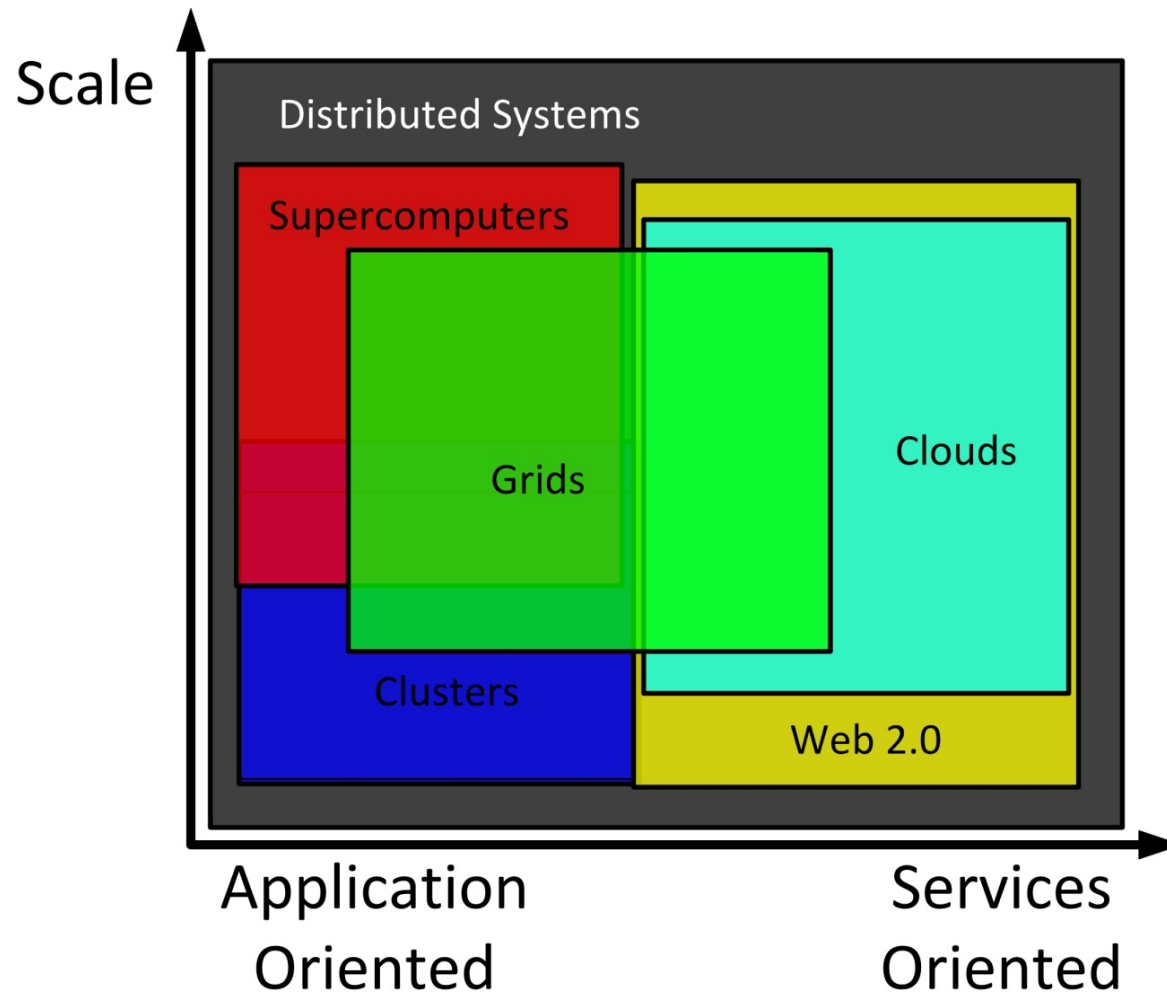 Scale
Distributed Systems
Supercomputers
Grids
Clouds
Clusters
Web 2.0
Application
Oriented
Services
Oriented